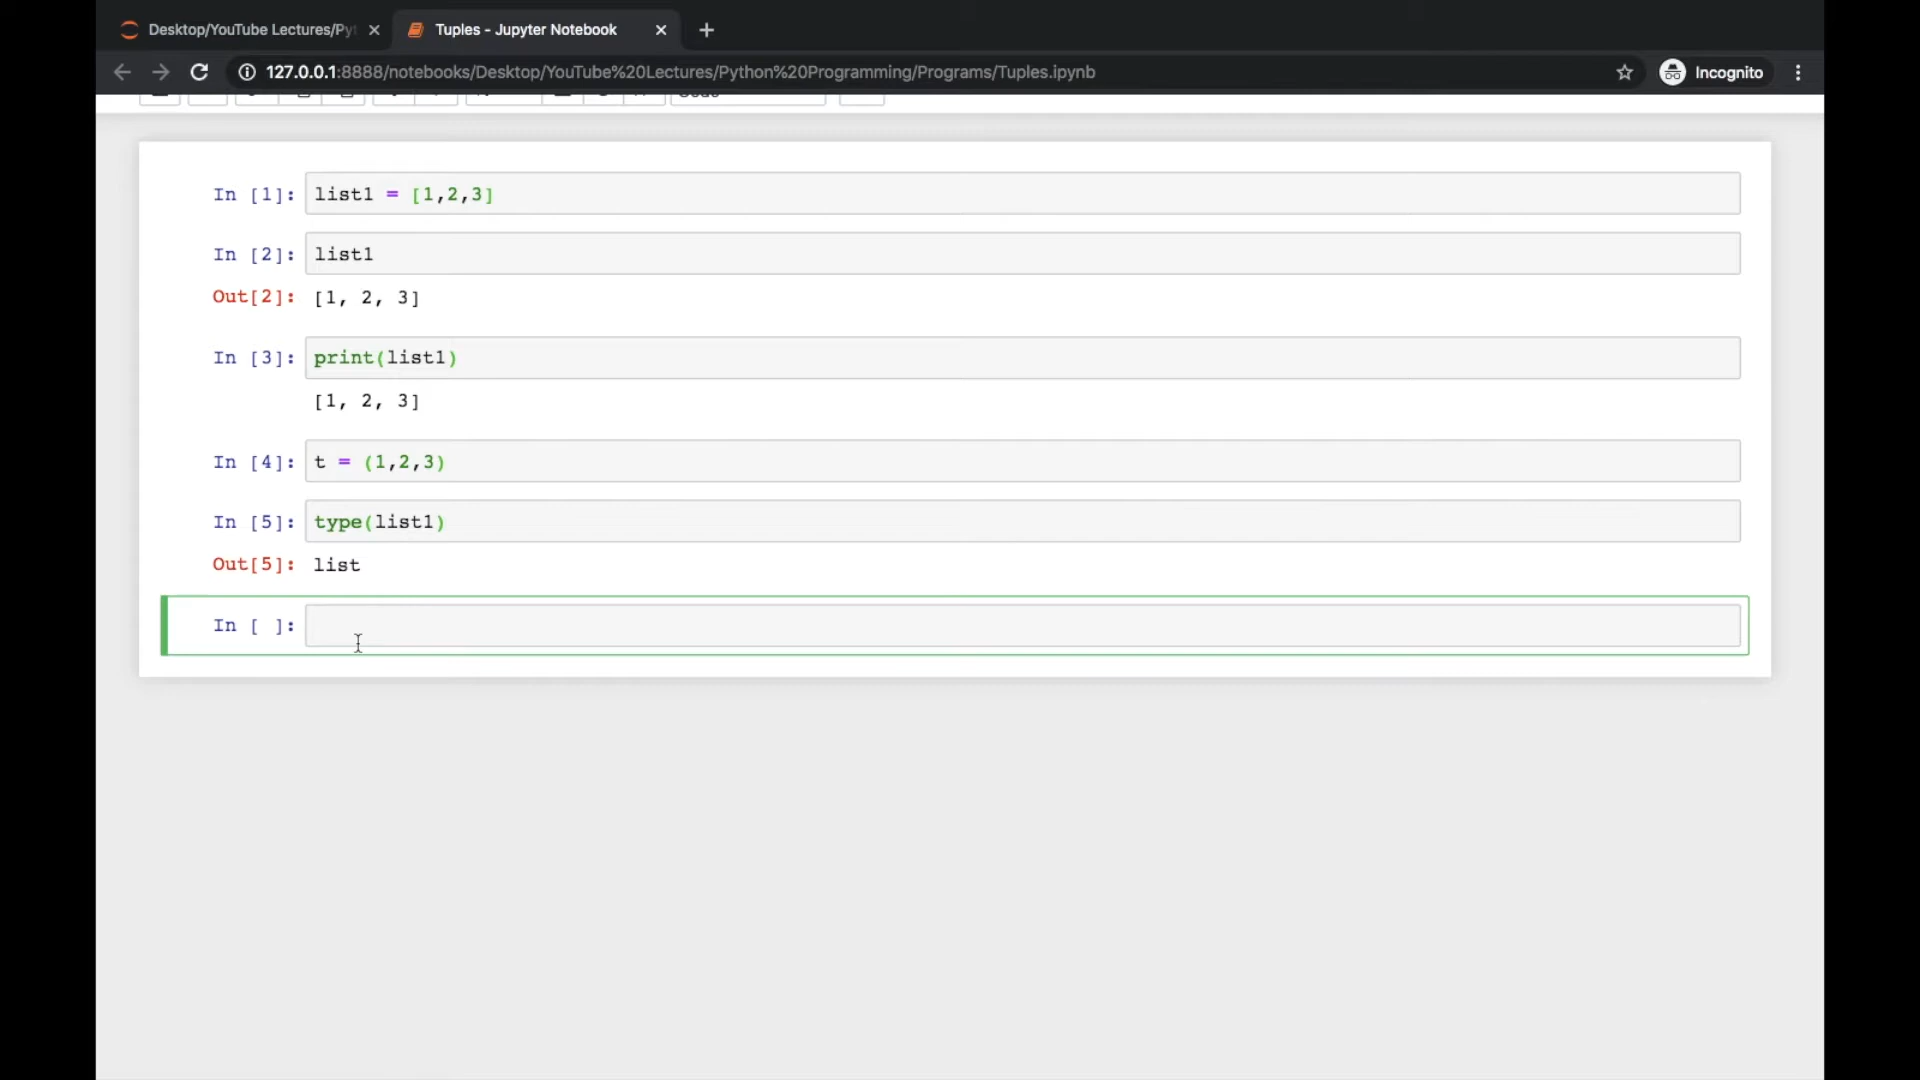 Desktop/YouTube Lectures/Pyt
Tuples - Jupyter Notebook
127.0.0.1:8888/notebooks/Desktop/YouTube%20Lectures/Python%20Programming/Programs/Tuples.ipynb
Incognito
In [1]: list1 = [1,2,3]
In [2]: list1
Out[2]: [1, 2, 3]
In [3]: print(list1)
[1, 2, 3]
In [4]: t = (1,2,3)
In [5]: type(list1)
Out[5]: list
In [ ]: